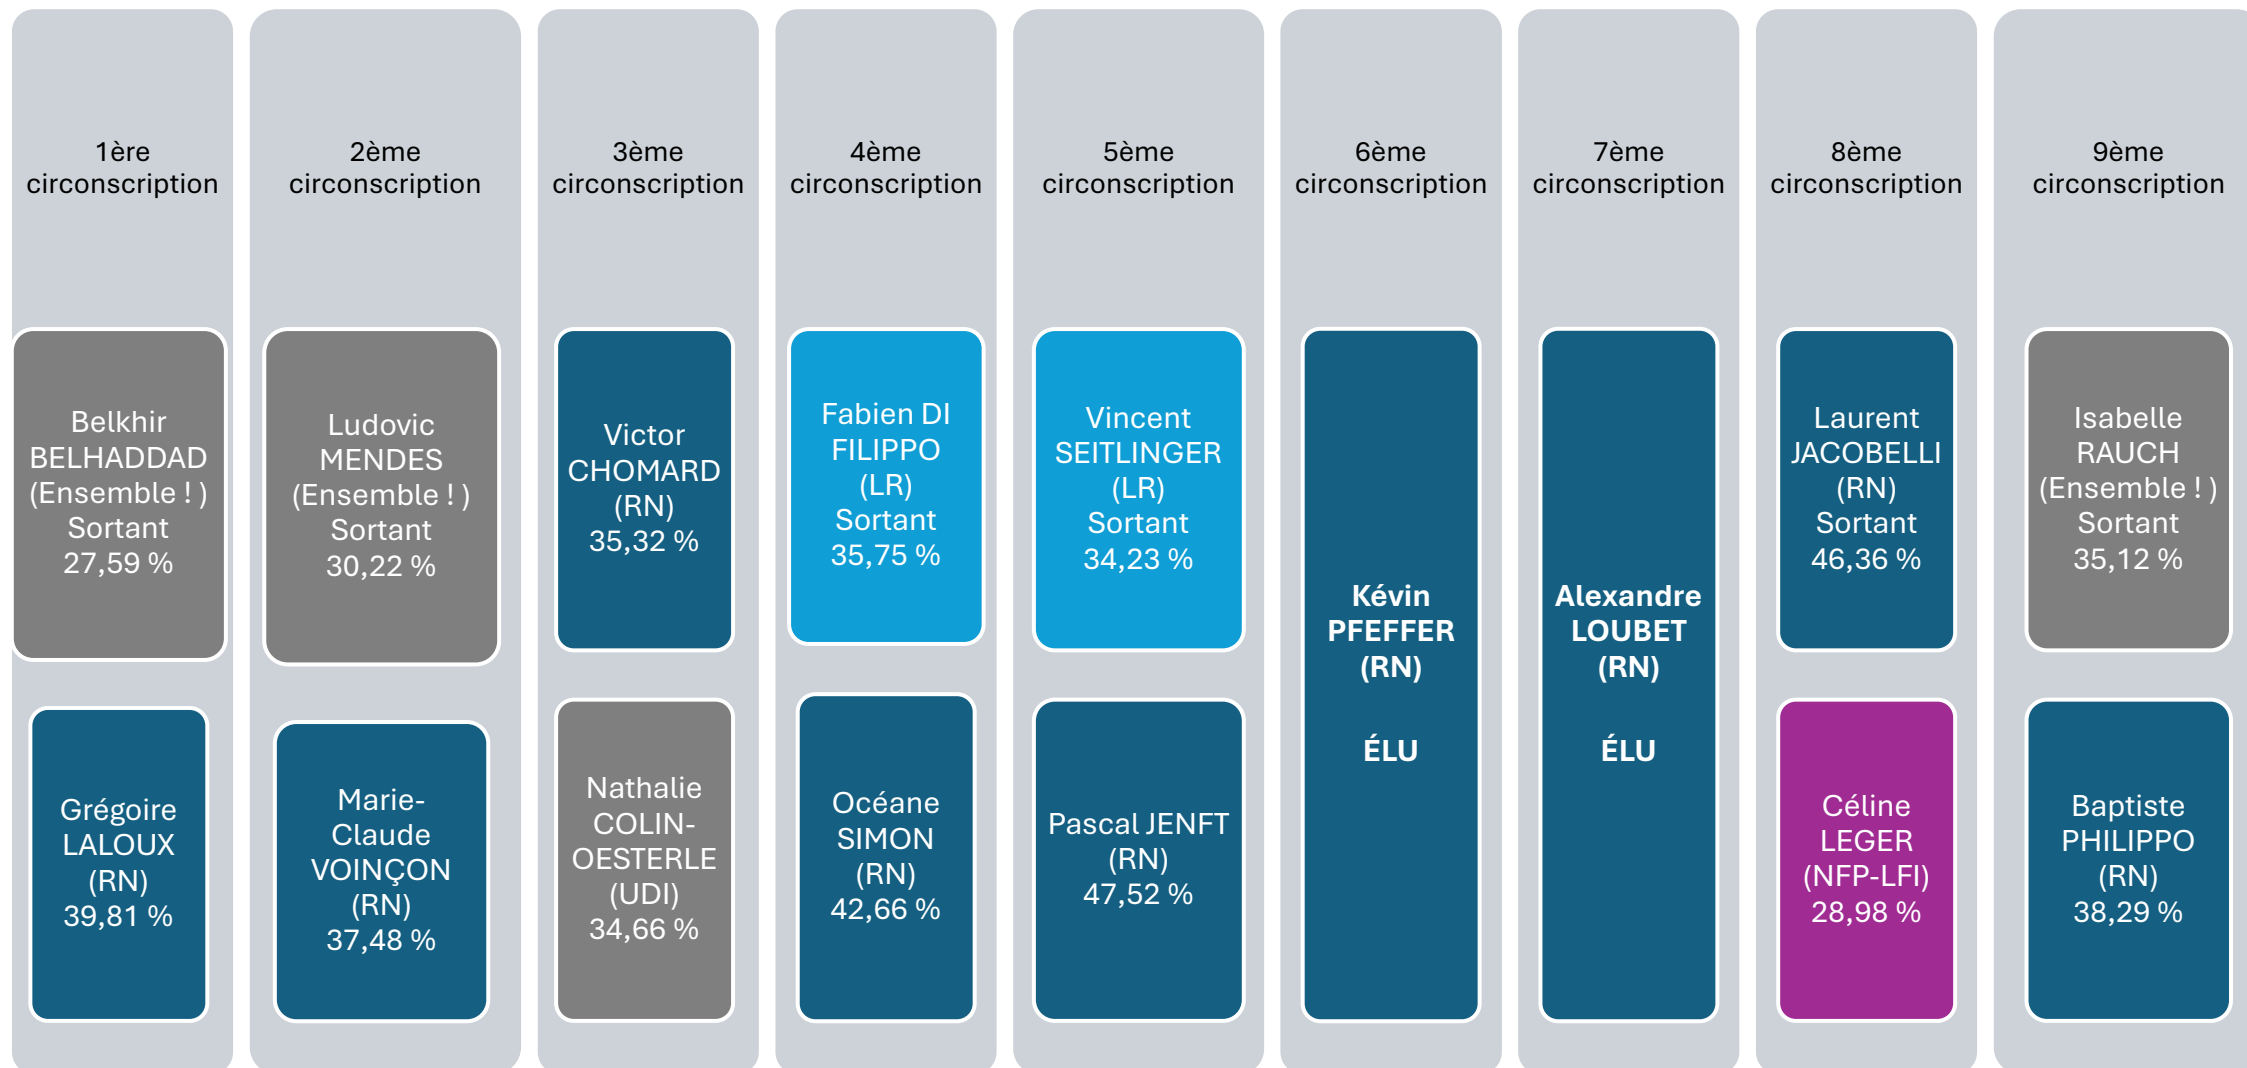 1ère
circonscription
Belkhir
BELHADDAD
(Ensemble ! )
Sortant
27,59 %
Grégoire
LALOUX
(RN)
39,81 %
2ème
circonscription
Ludovic
MENDES
(Ensemble ! )
Sortant
30,22 %
Marie-
Claude
VOINÇON
(RN)
37,48 %
3ème
circonscription
Victor
CHOMARD
(RN)
35,32 %
Nathalie
COLIN-
OESTERLE
(UDI)
34,66 %
4ème
circonscription
Fabien DI
FILIPPO
(LR)
Sortant
35,75 %
Océane
SIMON
(RN)
42,66 %
5ème
circonscription
Vincent
SEITLINGER
(LR)
Sortant
34,23 %
Pascal JENFT
(RN)
47,52 %
6ème
circonscription
Kévin
PFEFFER
(RN)
ÉLU
7ème
circonscription
Alexandre
LOUBET
(RN)
ÉLU
8ème
circonscription
Laurent
JACOBELLI
(RN)
Sortant
46,36 %
Céline
LEGER
(NFP-LFI)
28,98 %
9ème
circonscription
Isabelle
RAUCH
(Ensemble ! )
Sortant
35,12 %
Baptiste
PHILIPPO
(RN)
38,29 %